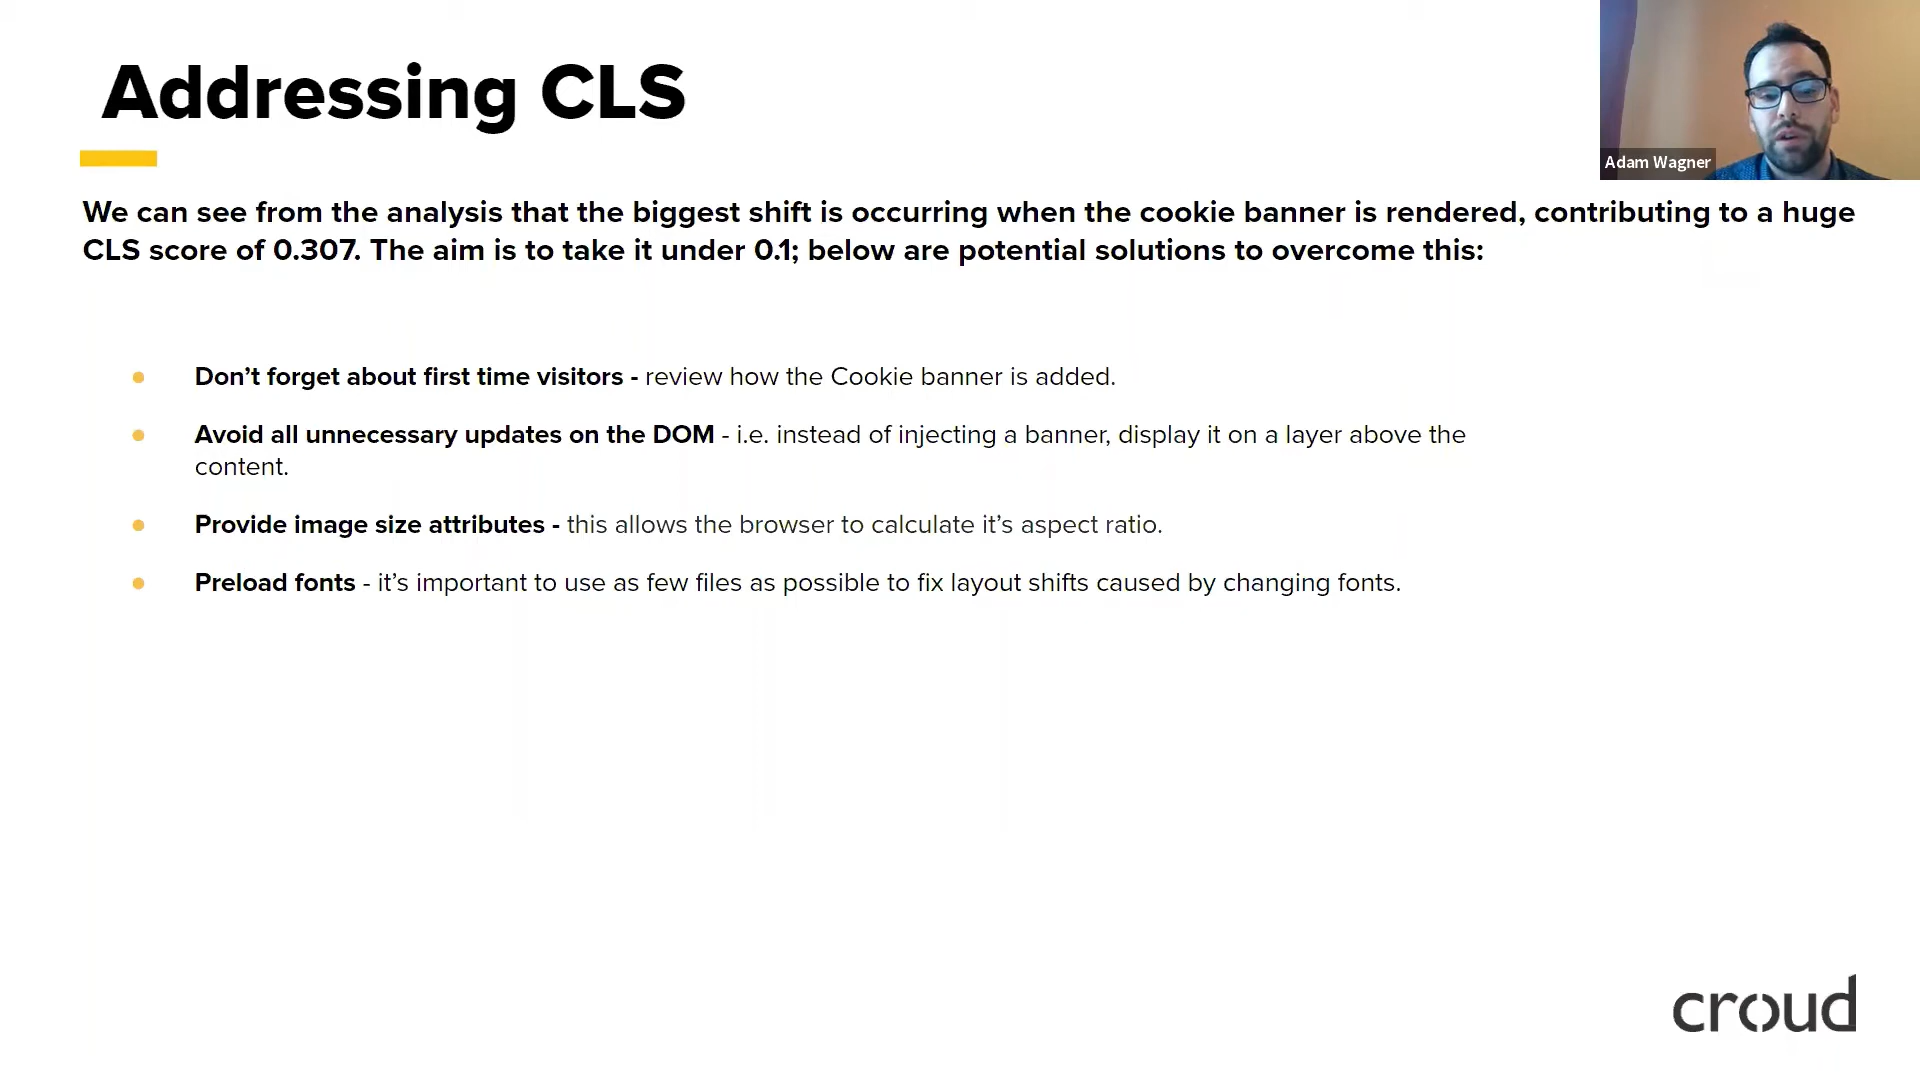 Addressing CLS
Adam Wagner
We can see from the analysis that the biggest shift is occurring when the cookie banner is rendered, contributing to a huge
CLS score of 0.307. The aim is to take it under 0.1; below are potential solutions to overcome this:
● Don’t forget about first time visitors - review how the Cookie banner is added.
● Avoid all unnecessary updates on the DOM - i.e. instead of injecting a banner, display it on a layer above the
content.
● Provide image size attributes - this allows the browser to calculate it’s aspect ratio.
● Preload fonts - it’s important to use as few files as possible to fix layout shifts caused by changing fonts.
croud